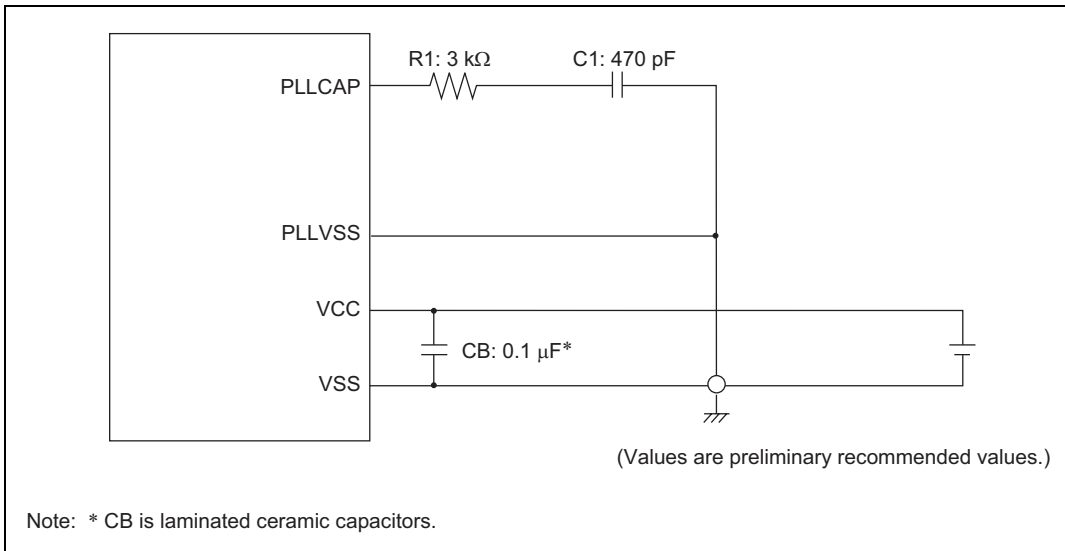 R1: 3 kΩ C1: 470 pF
PLLCAP
PLLVSS
VCC
CB: 0.1 μF*
VSS
(Values are preliminary recommended values.)
Note: * CB is laminated ceramic capacitors.